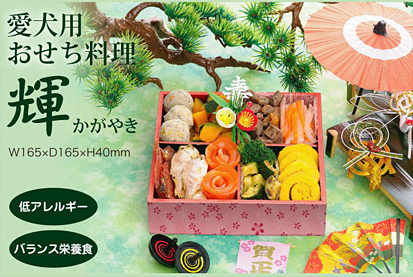 愛犬用
おせち料理
輝 かがやき
W165×D165×H40mm
低アレルギー
バランス栄養食
寿
賀正